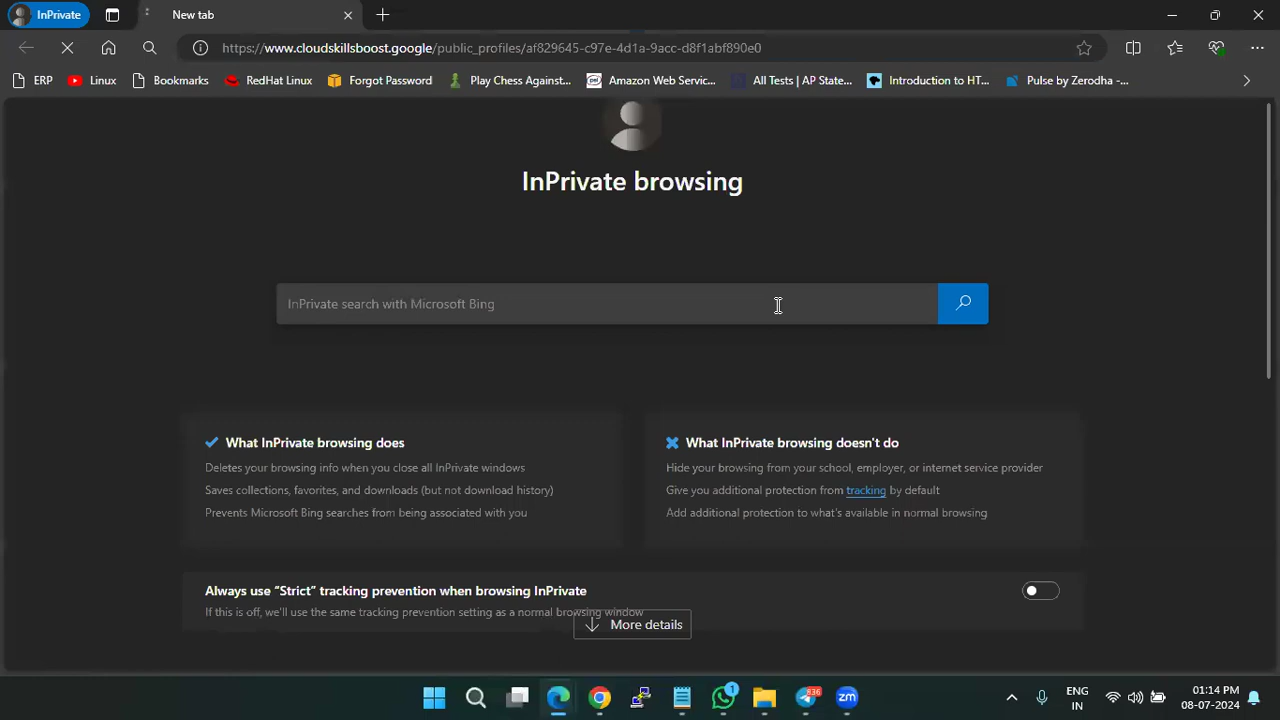 InPrivate
New tab
https://www.cloudskillsboost.google/public_profiles/af829645-c97e-4d1a-9acc-d8f1abf890e0
ERP
Linux
Bookmarks
RedHat Linux
Forgot Password
Play Chess Against...
Amazon Web Servic...
All Tests | AP State...
Introduction to HT...
Pulse by Zerodha -...
InPrivate browsing
InPrivate search with Microsoft Bing
What InPrivate browsing does
Deletes your browsing info when you close all InPrivate windows
Saves collections, favorites, and downloads (but not download history)
Prevents Microsoft Bing searches from being associated with you
What InPrivate browsing doesn't do
Hide your browsing from your school, employer, or internet service provider
Give you additional protection from tracking by default
Add additional protection to what's available in normal browsing
Always use "Strict" tracking prevention when browsing InPrivate
If this is off, we'll use the same tracking prevention setting as a normal browsing window
More details
1
836
zm
ENG
IN
01:14 PM
08-07-2024